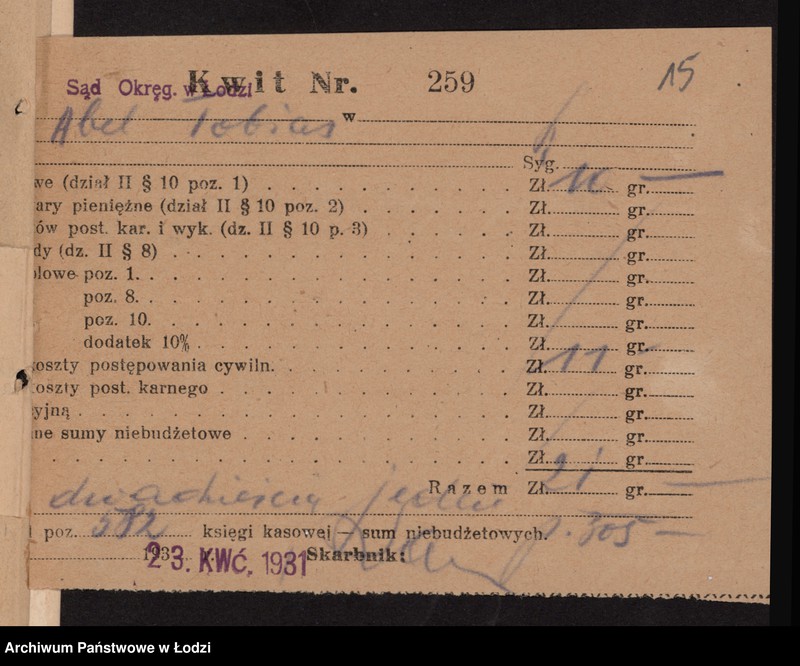 Kwit Nr. 259 15
Sąd Okręg. w Łodzi
Abel Tobias w
Syg.
we (dział II § 10 poz. 1) Zł. gr. —
ary pieniężne (dział II § 10 poz. 2) Zł. gr.
ów post. kar. i wyk. (dz. II § 10 p. 3) Zł. gr.
dy (dz. II § 8) Zł. gr.
lowe poz. 1. Zł. gr.
poz. 8. Zł. gr.
poz. 10. Zł. gr.
dodatek 10% Zł. gr.
oszty postępowania cywiln. Zł. 11 gr. —
oszty post. karnego Zł. gr.
yjną Zł. gr.
ne sumy niebudżetowe Zł. gr.
Zł. gr.
Razem Zł. 21 gr. —
dwadzieścia jeden
poz. 582 księgi kasowej — sum niebudżetowych. p. 305 —
23. KWĆ. 1931 Skarbnik:
Archiwum Państwowe w Łodzi